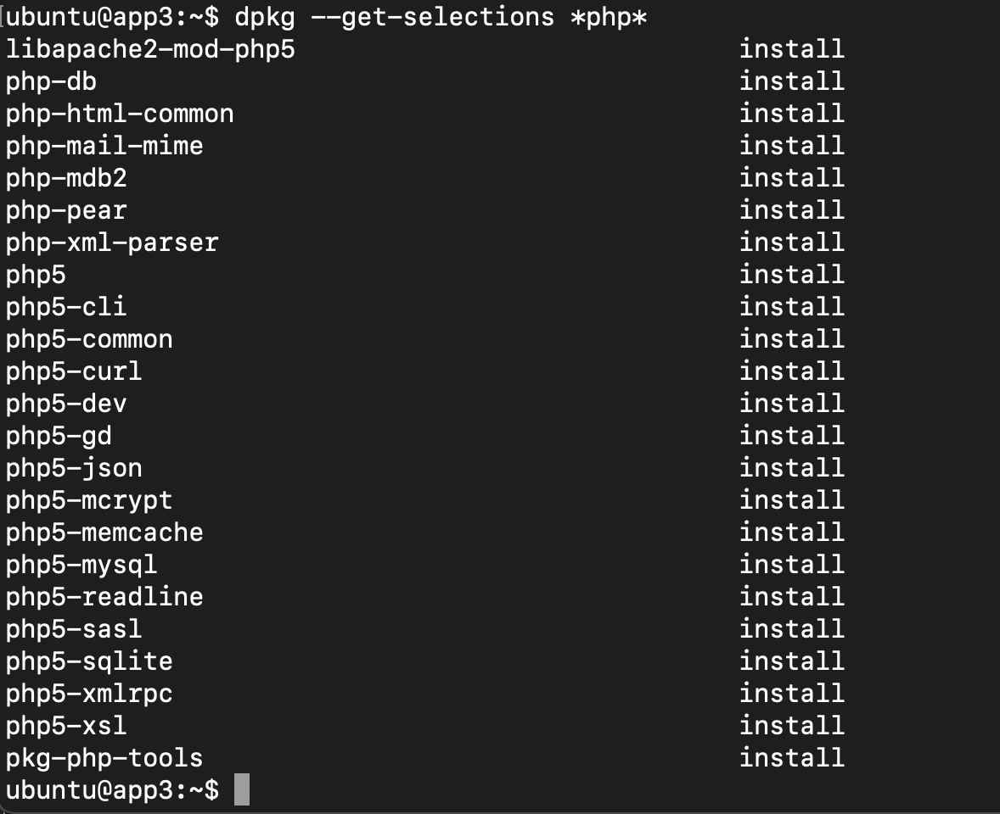 ubuntu@app3:~$ dpkg --get-selections *php*
libapache2-mod-php5 install
php-db install
php-html-common install
php-mail-mime install
php-mdb2 install
php-pear install
php-xml-parser install
php5 install
php5-cli install
php5-common install
php5-curl install
php5-dev install
php5-gd install
php5-json install
php5-mcrypt install
php5-memcache install
php5-mysql install
php5-readline install
php5-sasl install
php5-sqlite install
php5-xmlrpc install
php5-xsl install
pkg-php-tools install
ubuntu@app3:~$